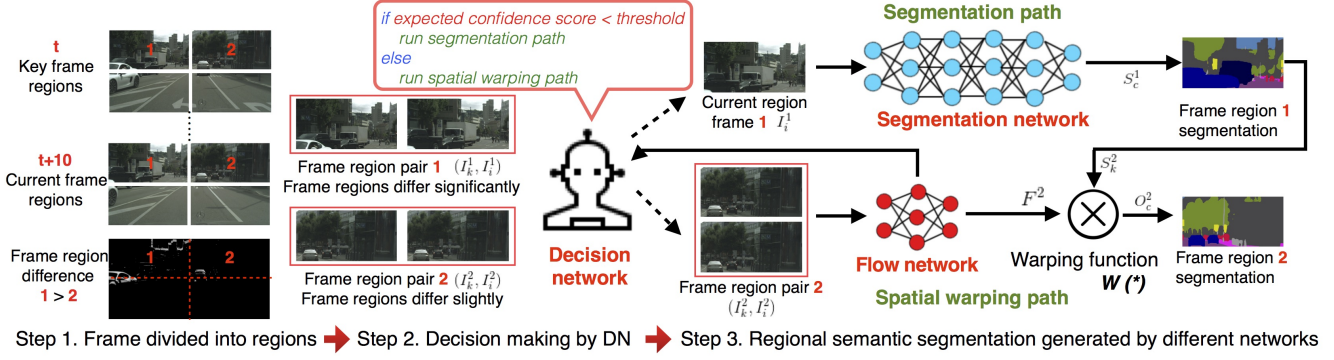 t
Key frame
regions
1 2
t+10
Current frame
regions
1 2
Frame region
difference
1 > 2
1 2
if expected confidence score < threshold
run segmentation path
else
run spatial warping path
Frame region pair 1 (I_k^1, I_i^1)
Frame regions differ significantly
Frame region pair 2 (I_k^2, I_i^2)
Frame regions differ slightly
Decision
network
Current region
frame 1 I_i^1
Segmentation path
Segmentation network
S_c^1
Frame region 1
segmentation
Frame region pair 2
(I_k^2, I_i^2)
Flow network
Spatial warping path
F^2
S_k^2
O_c^2
Warping function
W (*)
Frame region 2
segmentation
Step 1. Frame divided into regions
Step 2. Decision making by DN
Step 3. Regional semantic segmentation generated by different networks